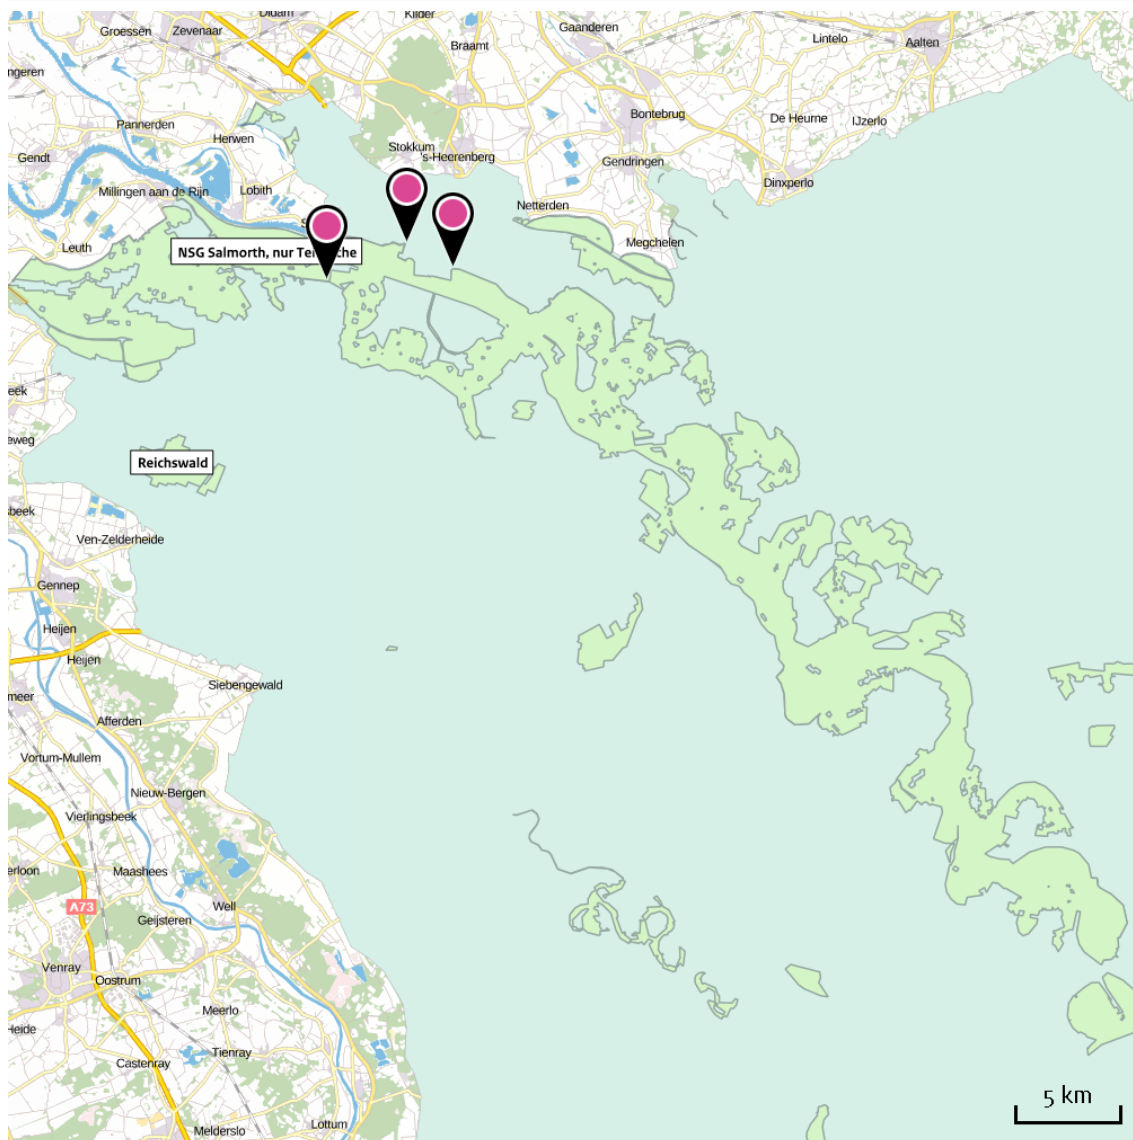 Didam
Kilder
Groessen
Zevenaar
Gaanderen
Lintelo
Aalten
Braamt
ngeren
Bontebrug
De Heurne
IJzerlo
Pannerden
Herwen
Stokkum
's-Heerenberg
Gendt
Gendringen
Dinxperlo
Millingen aan de Rijn
Lobith
Netterden
Leuth
Megchelen
NSG Salmorth, nur Te
che
eek
eweg
Reichswald
sbeek
Ven-Zelderheide
Gennep
Heijen
Heijen
Siebengewald
meer
Afferden
Vortum-Mullem
Nieuw-Bergen
Vierlingsbeek
erloon
Maashees
A73
Well
Geijsteren
Venray
Oostrum
Meerlo
Heide
Tienray
Castenray
5 km
Melderslo
Lottum